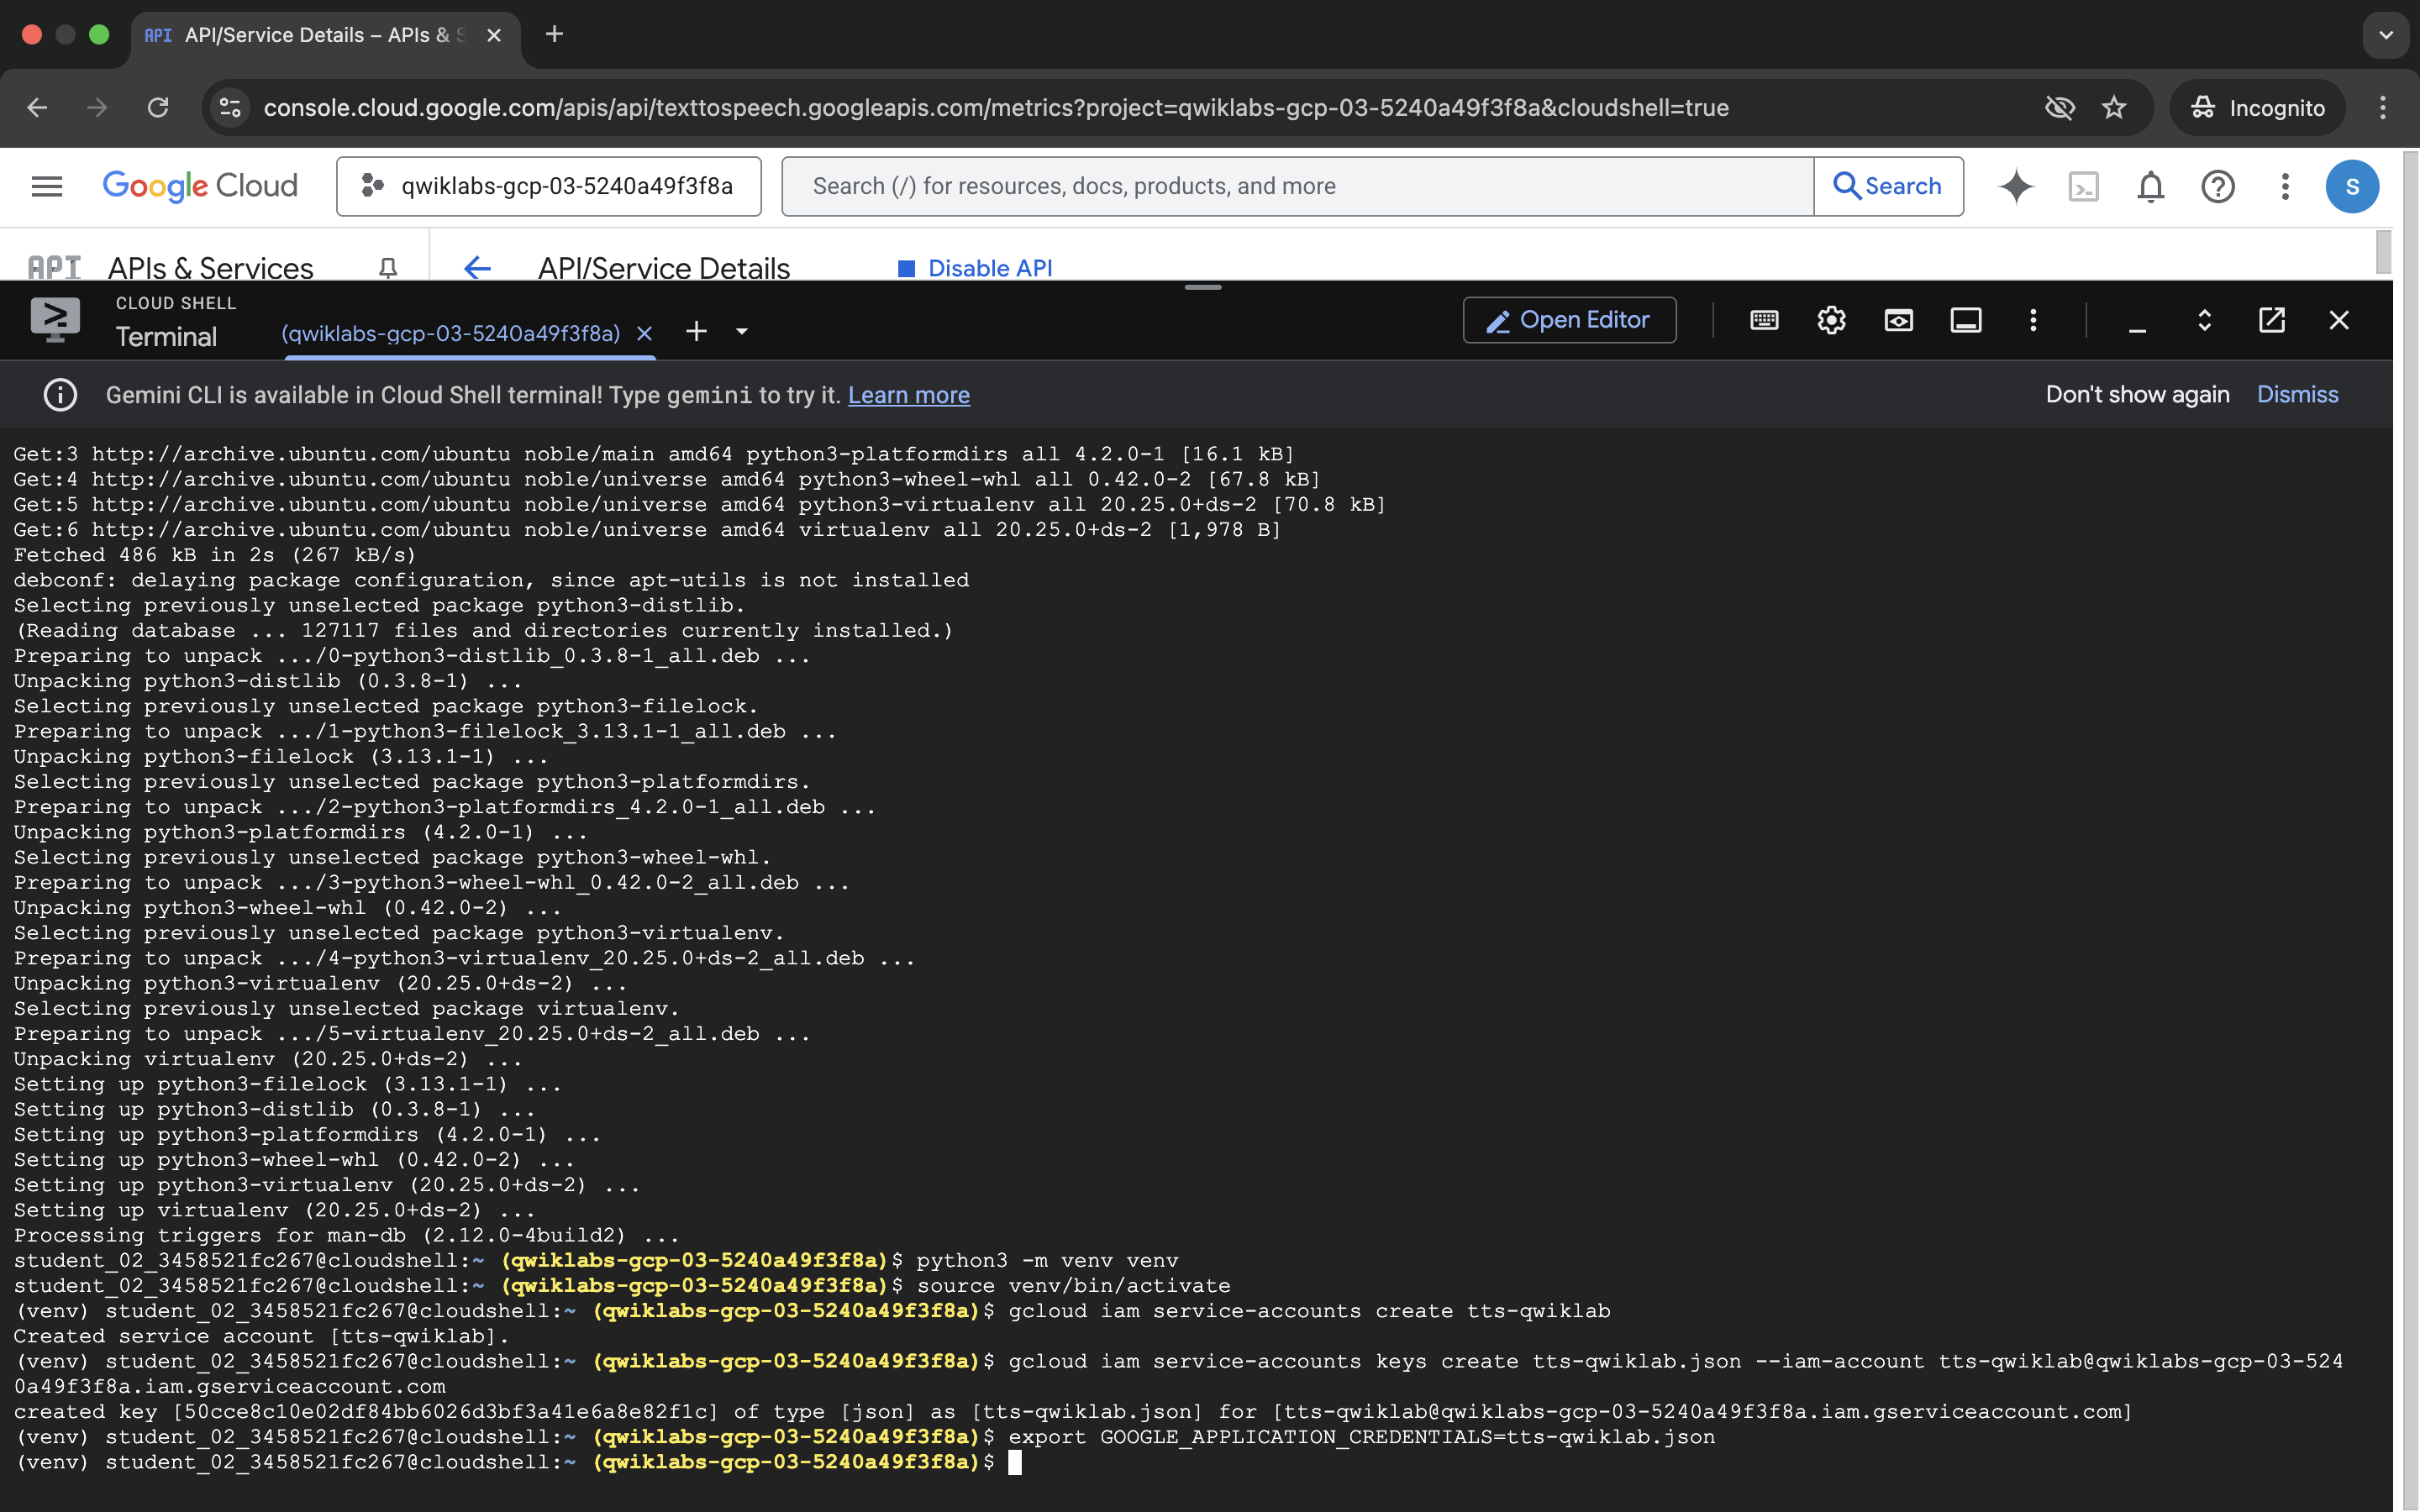 API API/Service Details – APIs & S
console.cloud.google.com/apis/api/texttospeech.googleapis.com/metrics?project=qwiklabs-gcp-03-5240a49f3f8a&cloudshell=true
Incognito
Google Cloud
qwiklabs-gcp-03-5240a49f3f8a
Search (/) for resources, docs, products, and more
Search
S
API APIs & Services
API/Service Details
Disable API
CLOUD SHELL
Terminal
(qwiklabs-gcp-03-5240a49f3f8a)
Open Editor
Gemini CLI is available in Cloud Shell terminal! Type gemini to try it. Learn more
Don't show again
Dismiss
Get:3 http://archive.ubuntu.com/ubuntu noble/main amd64 python3-platformdirs all 4.2.0-1 [16.1 kB]
Get:4 http://archive.ubuntu.com/ubuntu noble/universe amd64 python3-wheel-whl all 0.42.0-2 [67.8 kB]
Get:5 http://archive.ubuntu.com/ubuntu noble/universe amd64 python3-virtualenv all 20.25.0+ds-2 [70.8 kB]
Get:6 http://archive.ubuntu.com/ubuntu noble/universe amd64 virtualenv all 20.25.0+ds-2 [1,978 B]
Fetched 486 kB in 2s (267 kB/s)
debconf: delaying package configuration, since apt-utils is not installed
Selecting previously unselected package python3-distlib.
(Reading database ... 127117 files and directories currently installed.)
Preparing to unpack .../0-python3-distlib_0.3.8-1_all.deb ...
Unpacking python3-distlib (0.3.8-1) ...
Selecting previously unselected package python3-filelock.
Preparing to unpack .../1-python3-filelock_3.13.1-1_all.deb ...
Unpacking python3-filelock (3.13.1-1) ...
Selecting previously unselected package python3-platformdirs.
Preparing to unpack .../2-python3-platformdirs_4.2.0-1_all.deb ...
Unpacking python3-platformdirs (4.2.0-1) ...
Selecting previously unselected package python3-wheel-whl.
Preparing to unpack .../3-python3-wheel-whl_0.42.0-2_all.deb ...
Unpacking python3-wheel-whl (0.42.0-2) ...
Selecting previously unselected package python3-virtualenv.
Preparing to unpack .../4-python3-virtualenv_20.25.0+ds-2_all.deb ...
Unpacking python3-virtualenv (20.25.0+ds-2) ...
Selecting previously unselected package virtualenv.
Preparing to unpack .../5-virtualenv_20.25.0+ds-2_all.deb ...
Unpacking virtualenv (20.25.0+ds-2) ...
Setting up python3-filelock (3.13.1-1) ...
Setting up python3-distlib (0.3.8-1) ...
Setting up python3-platformdirs (4.2.0-1) ...
Setting up python3-wheel-whl (0.42.0-2) ...
Setting up python3-virtualenv (20.25.0+ds-2) ...
Setting up virtualenv (20.25.0+ds-2) ...
Processing triggers for man-db (2.12.0-4build2) ...
student_02_3458521fc267@cloudshell:~ (qwiklabs-gcp-03-5240a49f3f8a)$ python3 -m venv venv
student_02_3458521fc267@cloudshell:~ (qwiklabs-gcp-03-5240a49f3f8a)$ source venv/bin/activate
(venv) student_02_3458521fc267@cloudshell:~ (qwiklabs-gcp-03-5240a49f3f8a)$ gcloud iam service-accounts create tts-qwiklab
Created service account [tts-qwiklab].
(venv) student_02_3458521fc267@cloudshell:~ (qwiklabs-gcp-03-5240a49f3f8a)$ gcloud iam service-accounts keys create tts-qwiklab.json --iam-account tts-qwiklab@qwiklabs-gcp-03-524
0a49f3f8a.iam.gserviceaccount.com
created key [50cce8c10e02df84bb6026d3bf3a41e6a8e82f1c] of type [json] as [tts-qwiklab.json] for [tts-qwiklab@qwiklabs-gcp-03-5240a49f3f8a.iam.gserviceaccount.com]
(venv) student_02_3458521fc267@cloudshell:~ (qwiklabs-gcp-03-5240a49f3f8a)$ export GOOGLE_APPLICATION_CREDENTIALS=tts-qwiklab.json
(venv) student_02_3458521fc267@cloudshell:~ (qwiklabs-gcp-03-5240a49f3f8a)$